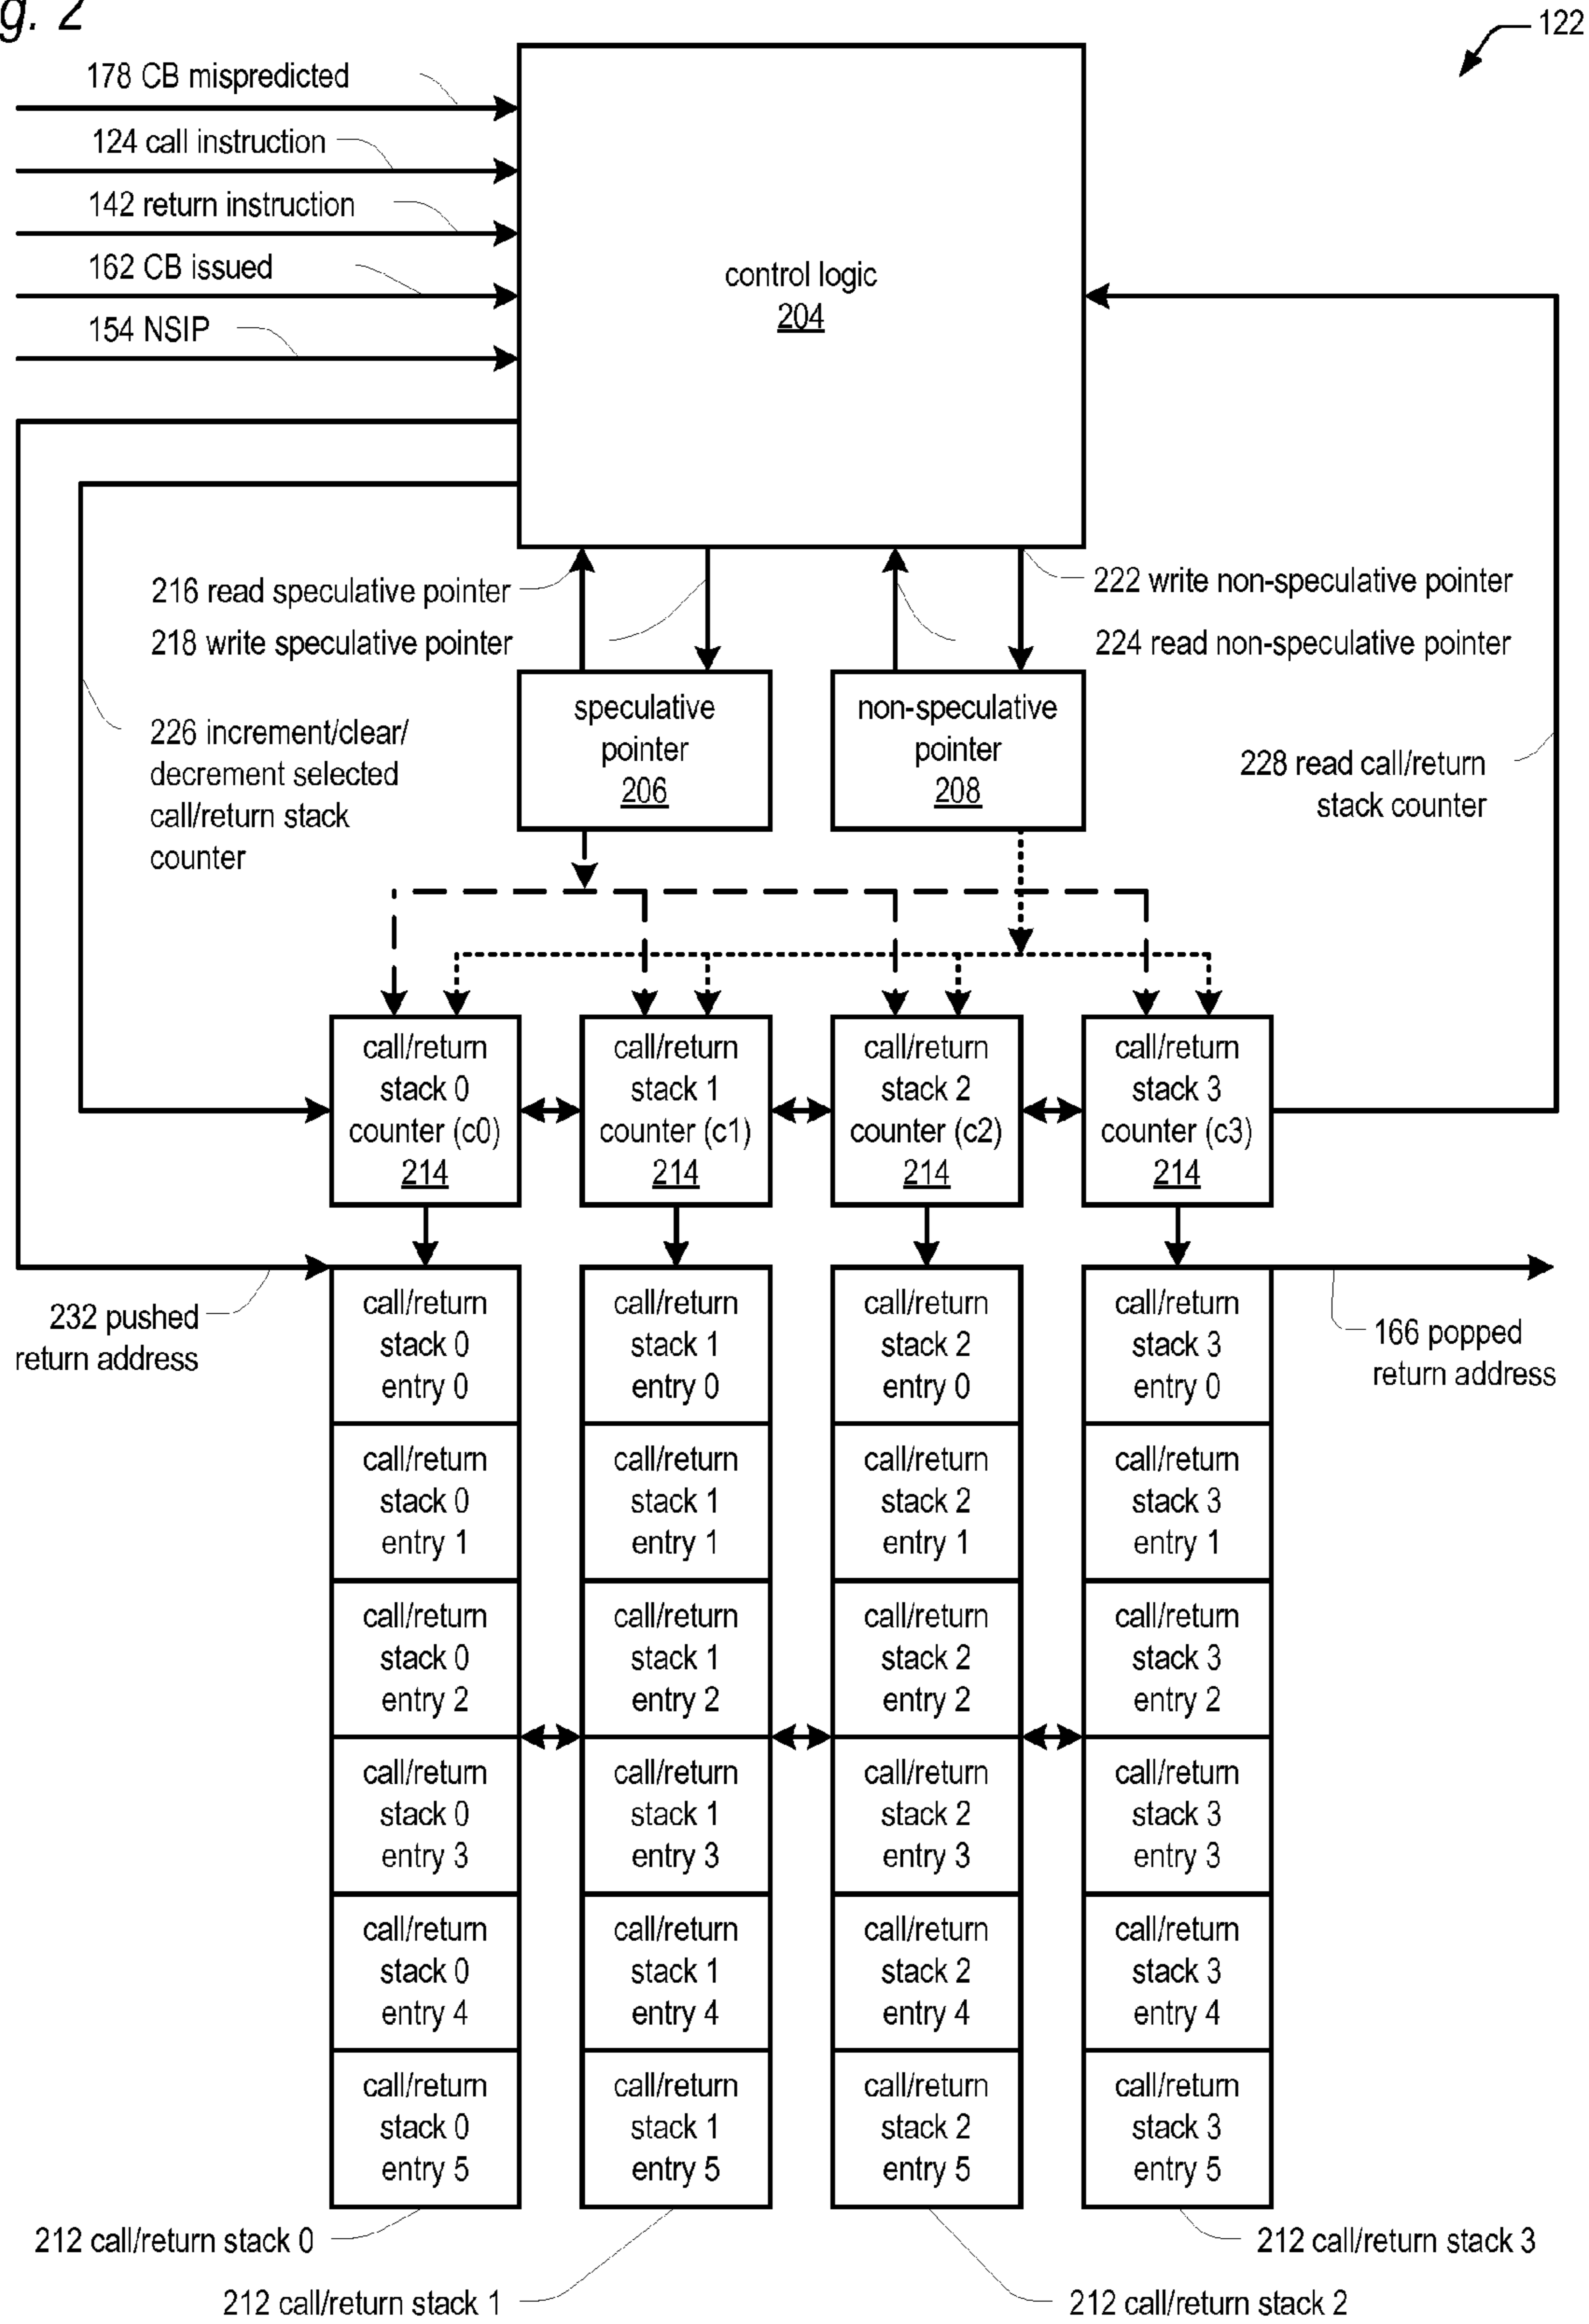 g. 2
122
178 CB mispredicted
124 call instruction
142 return instruction
162 CB issued
154 NSIP
control logic
204
216 read speculative pointer
218 write speculative pointer
222 write non-speculative pointer
224 read non-speculative pointer
226 increment/clear/
decrement selected
call/return stack
counter
speculative
pointer
206
non-speculative
pointer
208
228 read call/return
stack counter
call/return
stack 0
counter (c0)
214
call/return
stack 1
counter (c1)
214
call/return
stack 2
counter (c2)
214
call/return
stack 3
counter (c3)
214
232 pushed
return address
166 popped
return address
call/return
stack 0
entry 0
call/return
stack 1
entry 0
call/return
stack 2
entry 0
call/return
stack 3
entry 0
call/return
stack 0
entry 1
call/return
stack 1
entry 1
call/return
stack 2
entry 1
call/return
stack 3
entry 1
call/return
stack 0
entry 2
call/return
stack 1
entry 2
call/return
stack 2
entry 2
call/return
stack 3
entry 2
call/return
stack 0
entry 3
call/return
stack 1
entry 3
call/return
stack 2
entry 3
call/return
stack 3
entry 3
call/return
stack 0
entry 4
call/return
stack 1
entry 4
call/return
stack 2
entry 4
call/return
stack 3
entry 4
call/return
stack 0
entry 5
call/return
stack 1
entry 5
call/return
stack 2
entry 5
call/return
stack 3
entry 5
212 call/return stack 0
212 call/return stack 3
212 call/return stack 1
212 call/return stack 2